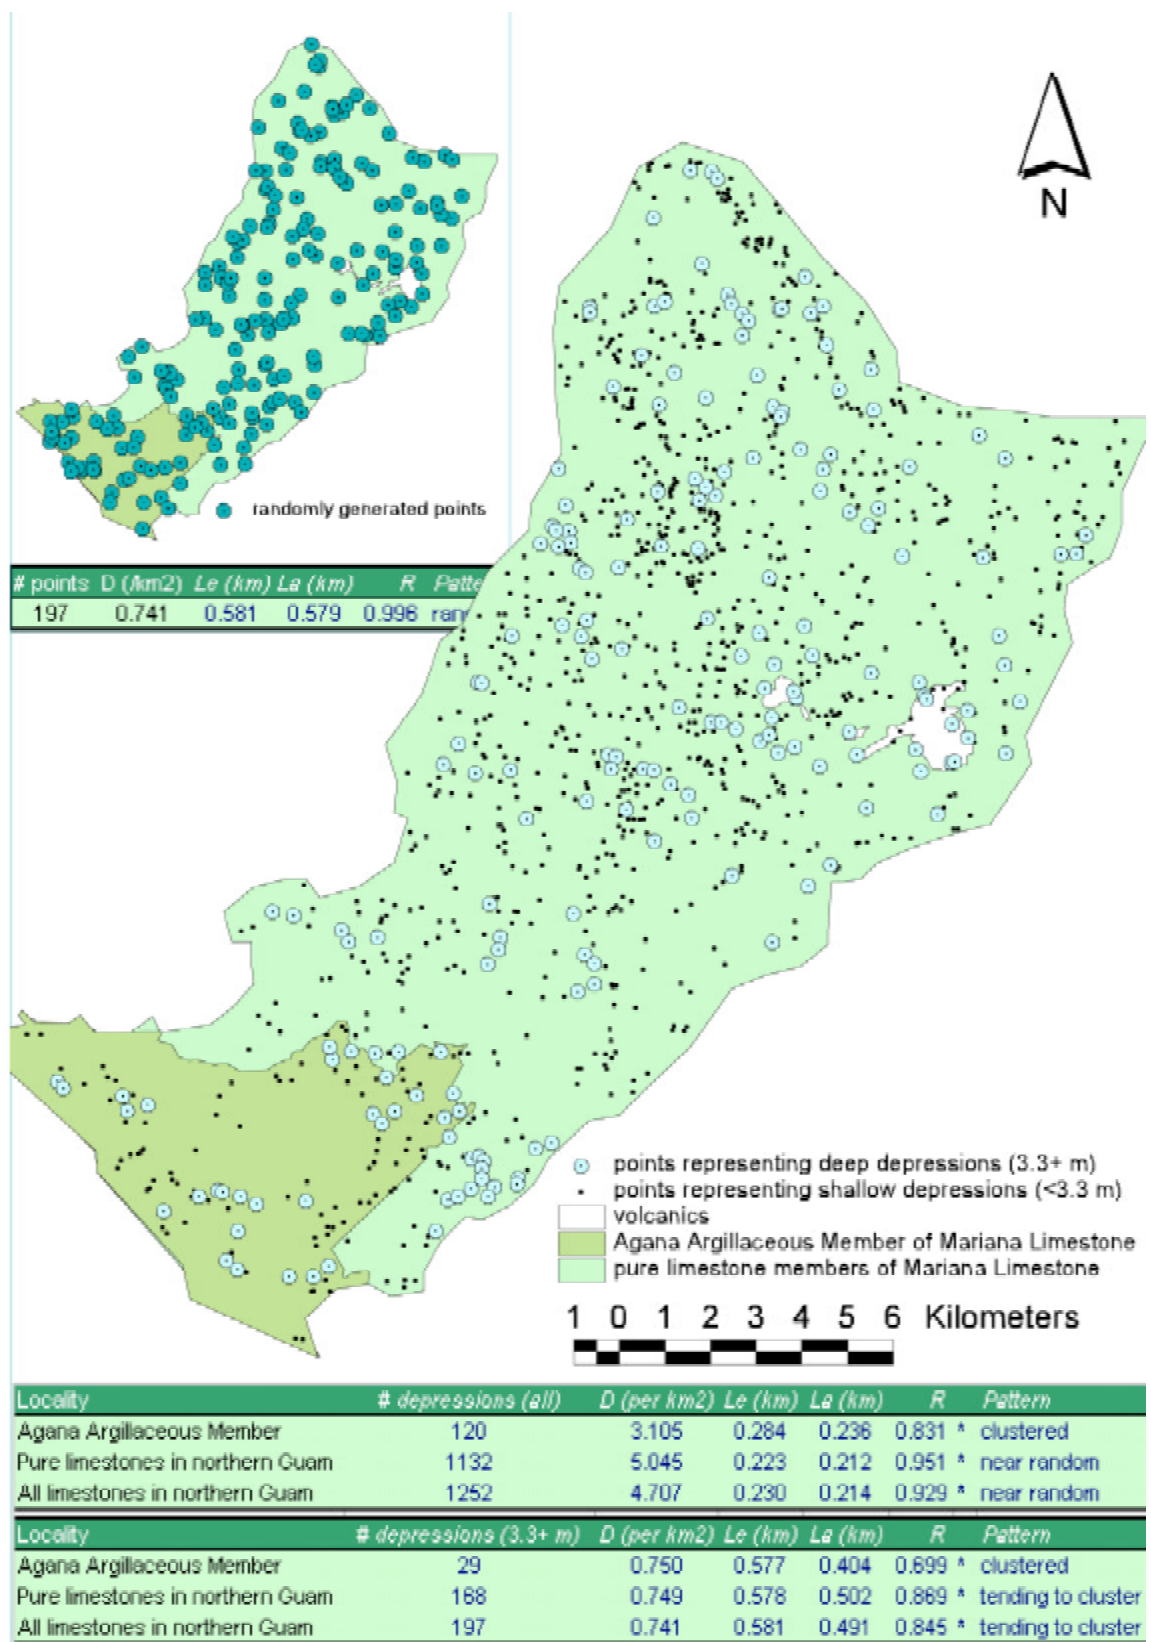 N
randomly generated points
# points D (/km2) Le (km) La (km) R Patte
197 0.741 0.581 0.579 0.996 ran
points representing deep depressions (3.3+ m)
points representing shallow depressions (<3.3 m)
volcanics
Agana Argillaceous Member of Mariana Limestone
pure limestone members of Mariana Limestone
1 0 1 2 3 4 5 6 Kilometers
Locality # depressions (all) D (per km2) Le (km) La (km) R Pattern
Agana Argillaceous Member 120 3.105 0.284 0.236 0.831 * clustered
Pure limestones in northern Guam 1132 5.045 0.223 0.212 0.951 * near random
All limestones in northern Guam 1252 4.707 0.230 0.214 0.929 * near random
Locality # depressions (3.3+ m) D (per km2) Le (km) La (km) R Pattern
Agana Argillaceous Member 29 0.750 0.577 0.404 0.699 * clustered
Pure limestones in northern Guam 168 0.749 0.578 0.502 0.869 * tending to cluster
All limestones in northern Guam 197 0.741 0.581 0.491 0.845 * tending to cluster